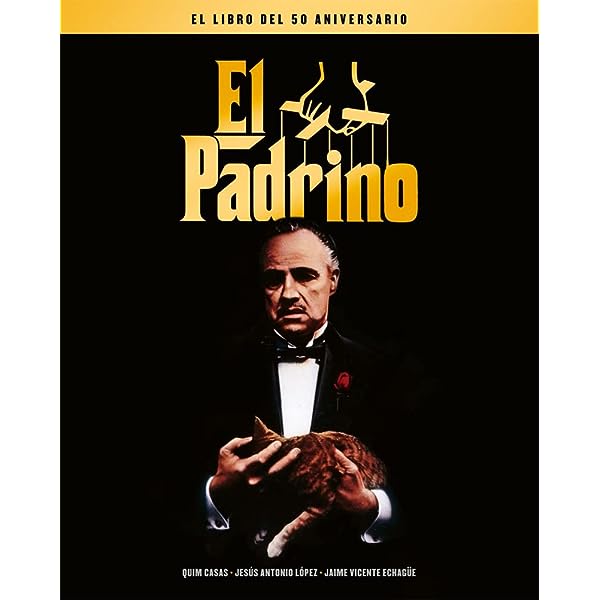 EL LIBRO DEL 50 ANIVERSARIO
El
Padrino
QUIM CASAS · JESÚS ANTONIO LÓPEZ · JAIME VICENTE ECHAGÜE